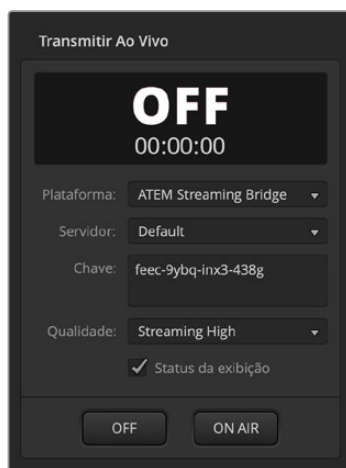 Transmitir Ao Vivo
OFF
00:00:00
Plataforma: ATEM Streaming Bridge
Servidor: Default
Chave: feec-9ybq-inx3-438g
Qualidade: Streaming High
Status da exibição
OFF ON AIR